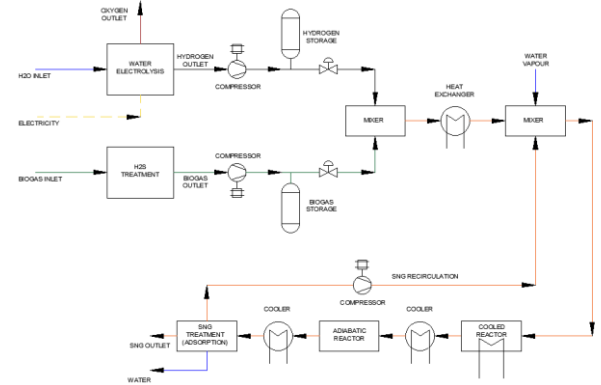 OXYGEN
OUTLET
HYDROGEN
STORAGE
WATER
ELECTROLYSIS
HYDROGEN
OUTLET
H2O INLET
COMPRESSOR
WATER
VAPOUR
HEAT
EXCHANGER
ELECTRICITY
MIXER
MIXER
COMPRESSOR
H2S
TREATMENT
BIOGAS INLET
BIOGAS
OUTLET
BIOGAS
STORAGE
SNG RECIRCULATION
COMPRESSOR
COOLER
COOLER
SNG
TREATMENT
(ADSORPTION)
ADIABATIC
REACTOR
COOLED
REACTOR
SNG OUTLET
WATER